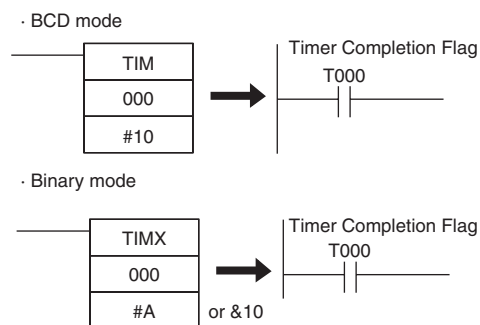 · BCD mode
TIM
000
#10
Timer Completion Flag
T000
· Binary mode
TIMX
000
#A or &10
Timer Completion Flag
T000